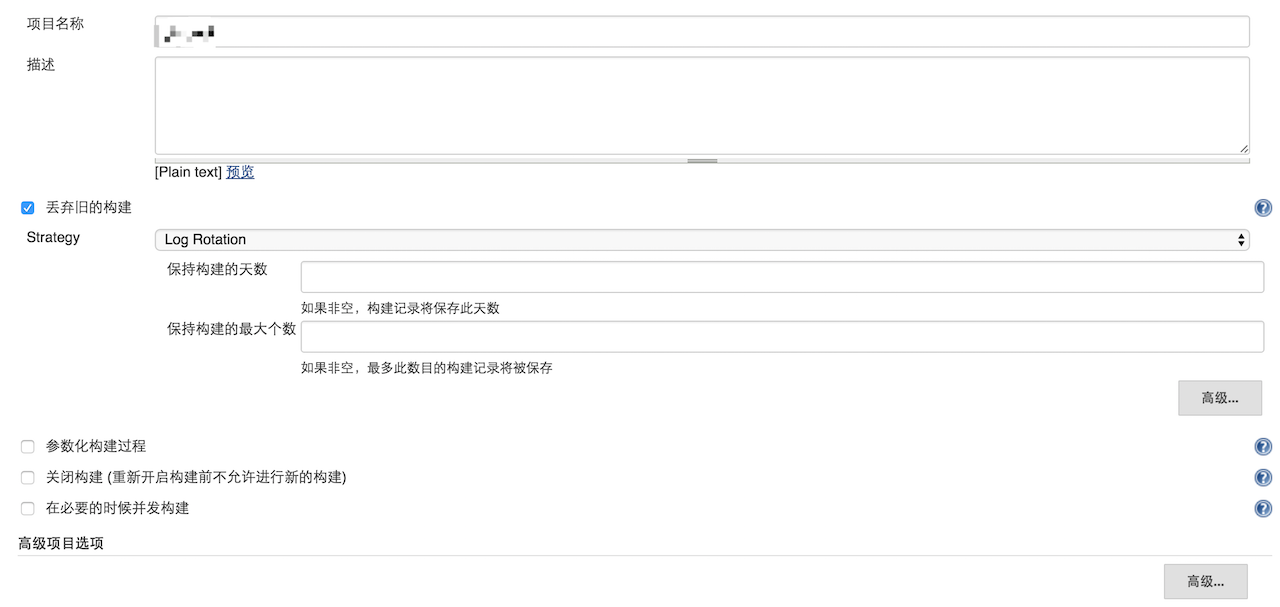 项目名称
描述
[Plain text] 预览
丢弃旧的构建
Strategy
Log Rotation
保持构建的天数
如果非空，构建记录将保存此天数
保持构建的最大个数
如果非空，最多此数目的构建记录将被保存
高级...
参数化构建过程
关闭构建 (重新开启构建前不允许进行新的构建)
在必要的时候并发构建
高级项目选项
高级...